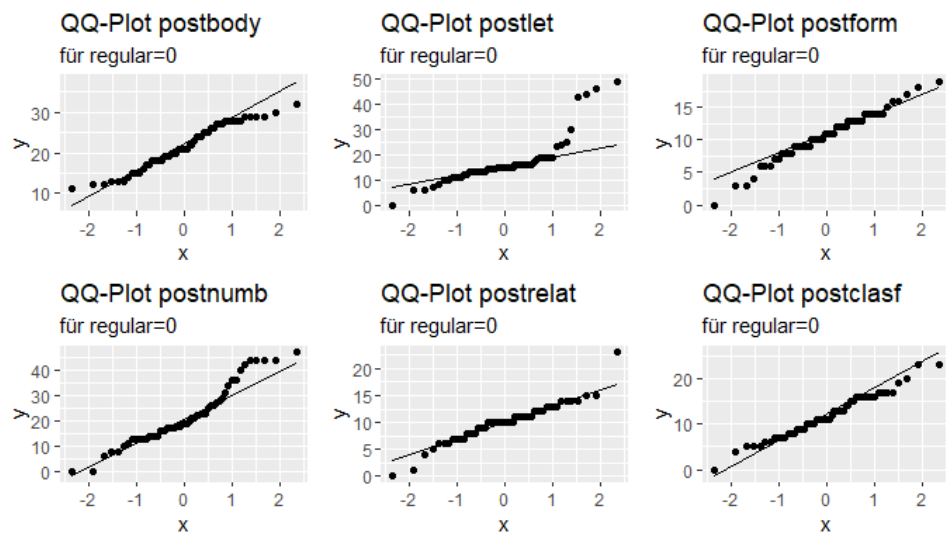 QQ-Plot postbody
für regular=0
30
20
10
y
-2 -1 0 1 2
x
QQ-Plot postlet
für regular=0
50
40
30
20
10
0
y
-2 -1 0 1 2
x
QQ-Plot postform
für regular=0
15
10
5
0
y
-2 -1 0 1 2
x
QQ-Plot postnumb
für regular=0
40
30
20
10
0
y
-2 -1 0 1 2
x
QQ-Plot postrelat
für regular=0
20
15
10
5
0
y
-2 -1 0 1 2
x
QQ-Plot postclasf
für regular=0
20
10
0
y
-2 -1 0 1 2
x